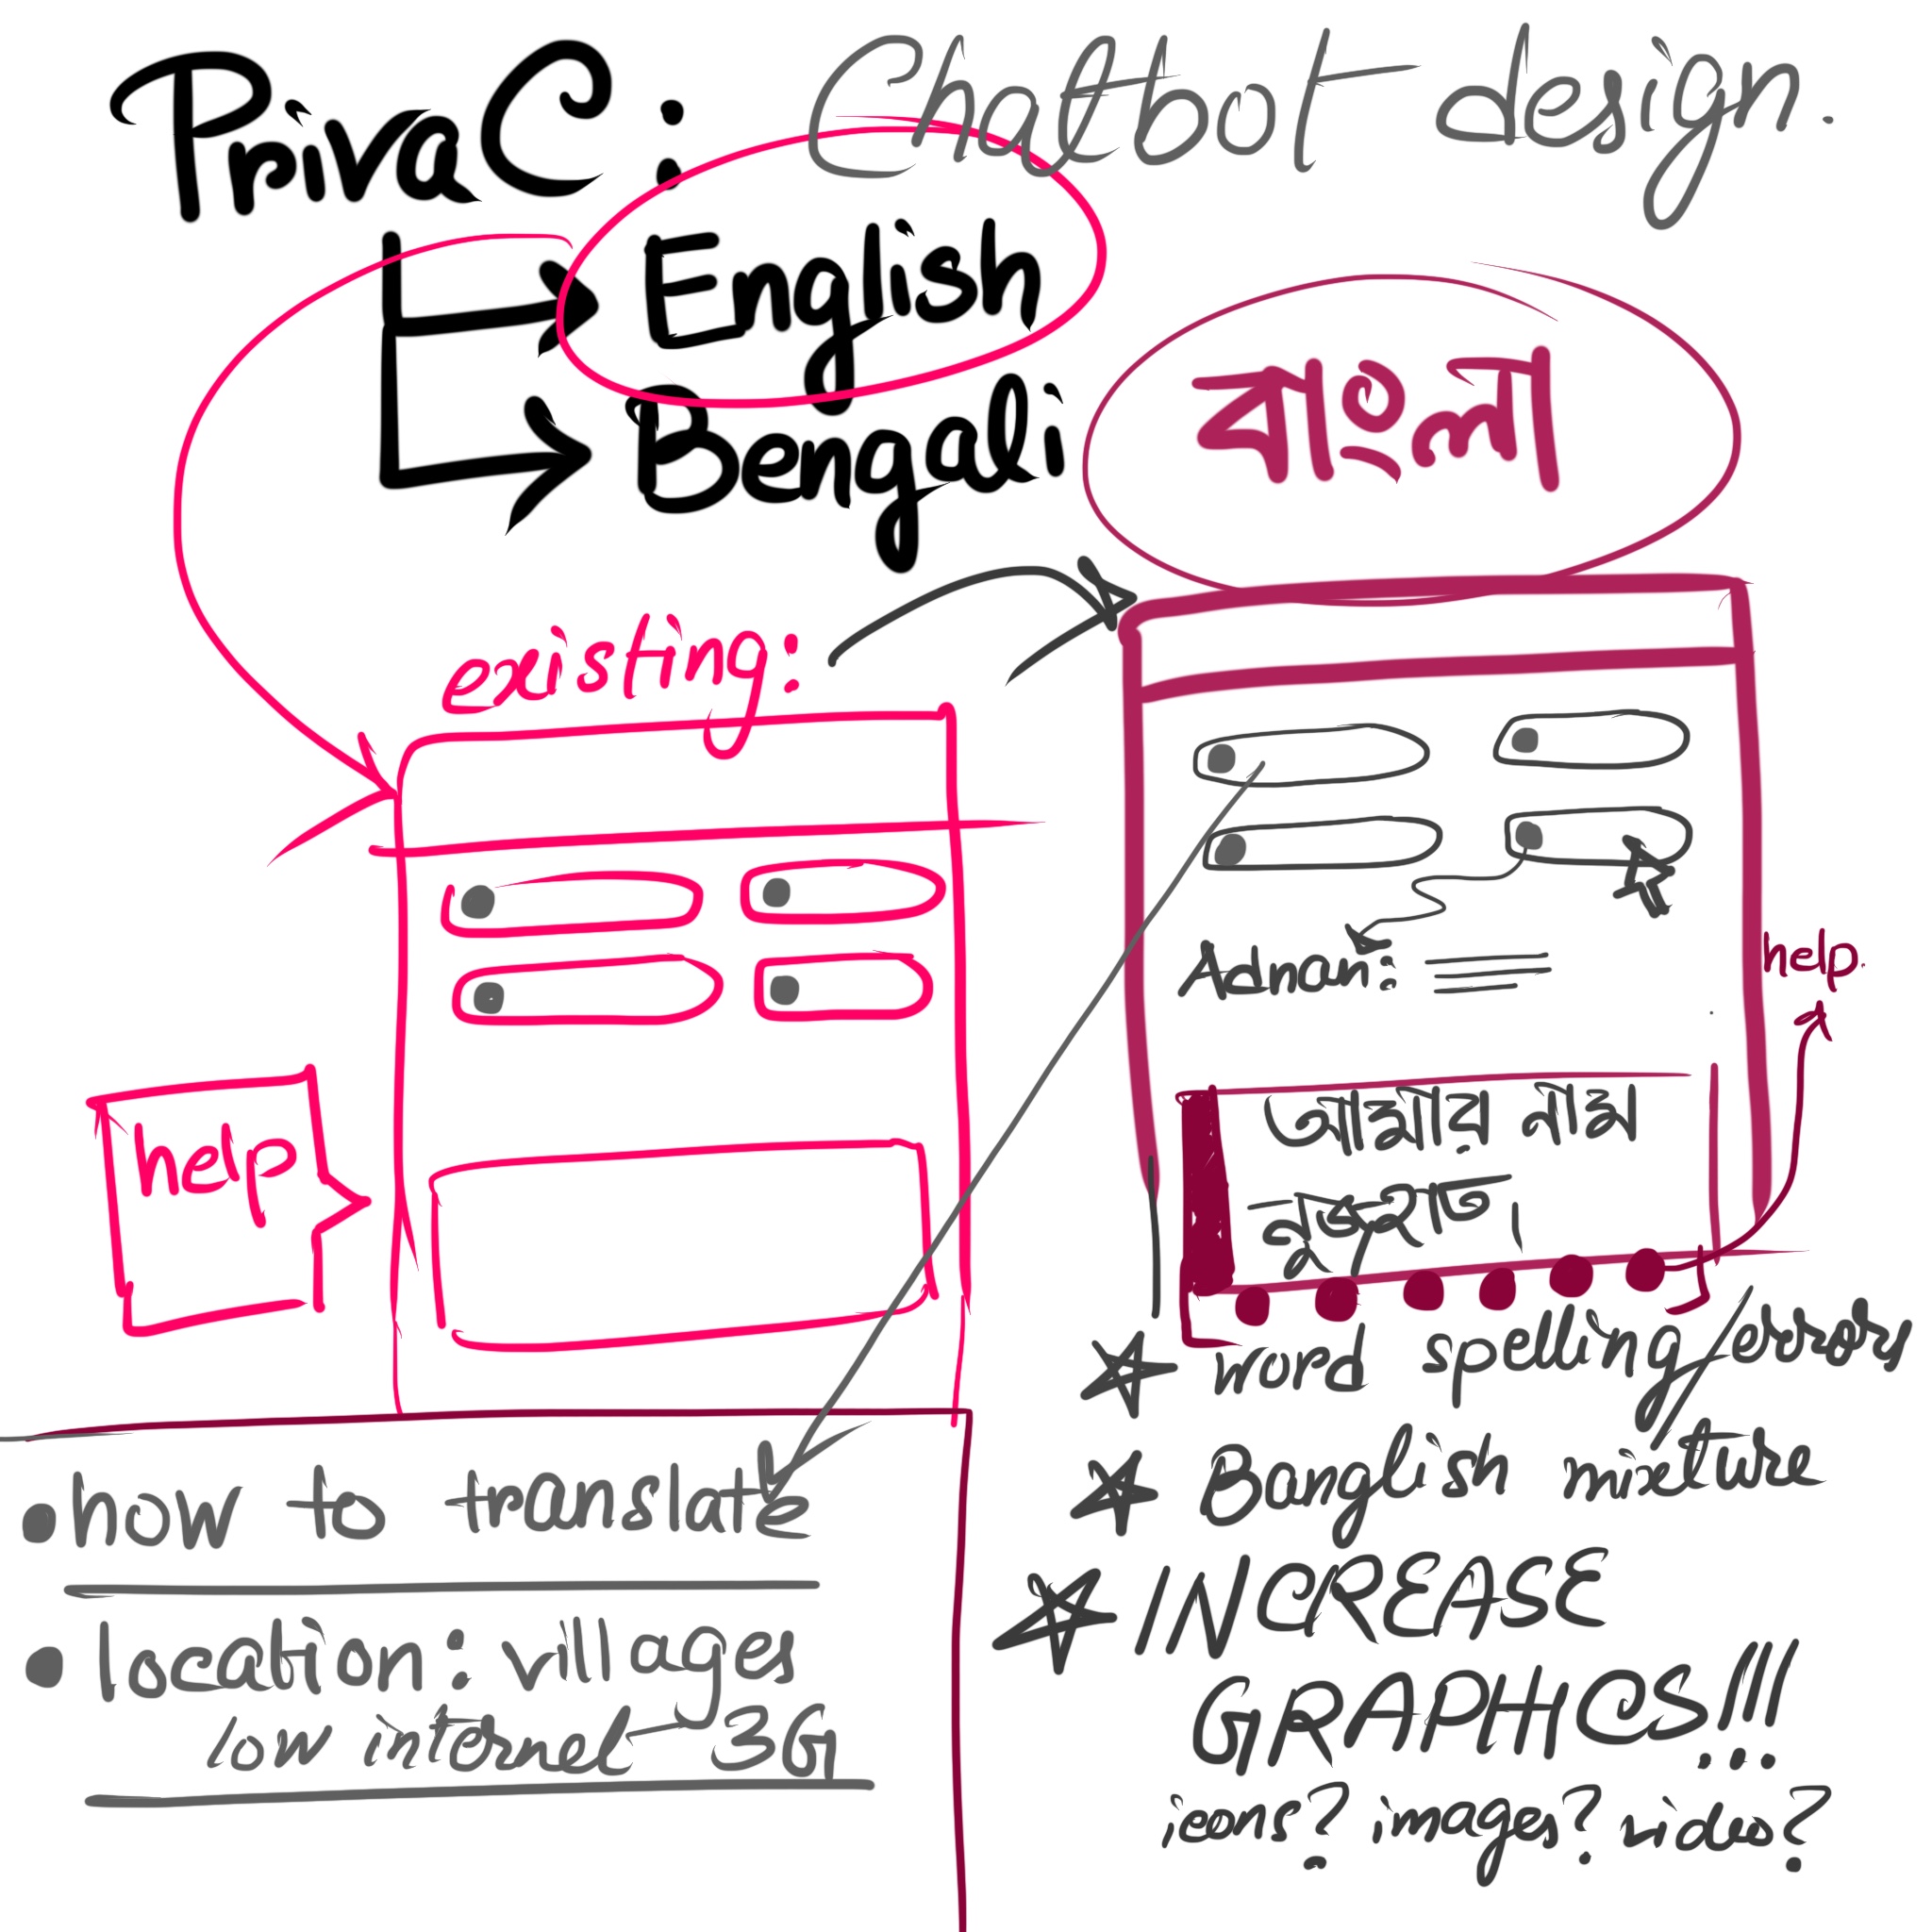 PrivaC : Chatbot design.
English
Bengali
বাংলা
existing:
Adnan:
help.
help
আমার নাম
নুজহাত।
word spelling/errors
Banglish mixture
INCREASE
GRAPHICS!!!
icons? images? video?
how to translate
location: villages
low internet 3G